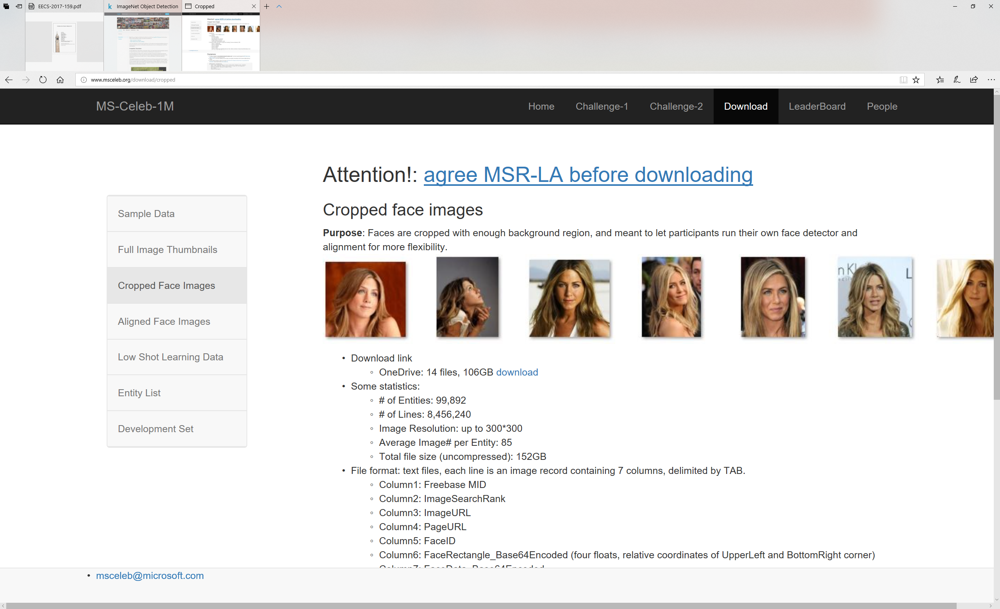 EECS-2017-159.pdf
ImageNet Object Detection
Cropped
www.msceleb.org/download/cropped
MS-Celeb-1M
Home
Challenge-1
Challenge-2
Download
LeaderBoard
People
Attention!: agree MSR-LA before downloading
Sample Data
Full Image Thumbnails
Cropped Face Images
Aligned Face Images
Low Shot Learning Data
Entity List
Development Set
Cropped face images
Purpose: Faces are cropped with enough background region, and meant to let participants run their own face detector and
alignment for more flexibility.
• Download link
◦ OneDrive: 14 files, 106GB download
• Some statistics:
◦ # of Entities: 99,892
◦ # of Lines: 8,456,240
◦ Image Resolution: up to 300*300
◦ Average Image# per Entity: 85
◦ Total file size (uncompressed): 152GB
• File format: text files, each line is an image record containing 7 columns, delimited by TAB.
◦ Column1: Freebase MID
◦ Column2: ImageSearchRank
◦ Column3: ImageURL
◦ Column4: PageURL
◦ Column5: FaceID
◦ Column6: FaceRectangle_Base64Encoded (four floats, relative coordinates of UpperLeft and BottomRight corner)
◦ Column7: FaceData_Base64Encoded
• msceleb@microsoft.com